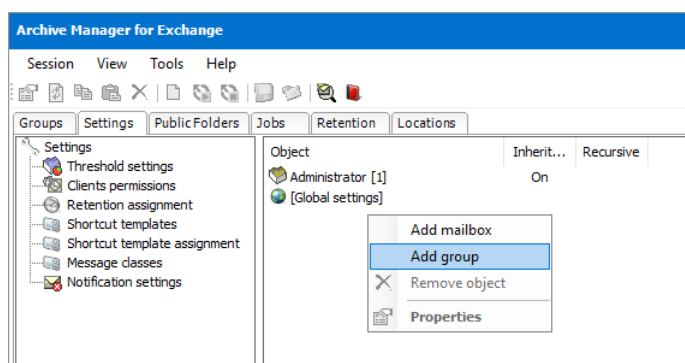 Archive Manager for Exchange
Session View Tools Help
Groups Settings Public Folders Jobs Retention Locations
Settings
Threshold settings
Clients permissions
Retention assignment
Shortcut templates
Shortcut template assignment
Message classes
Notification settings
Object Inherit... Recursive
Administrator [1] On
[Global settings]
Add mailbox
Add group
Remove object
Properties